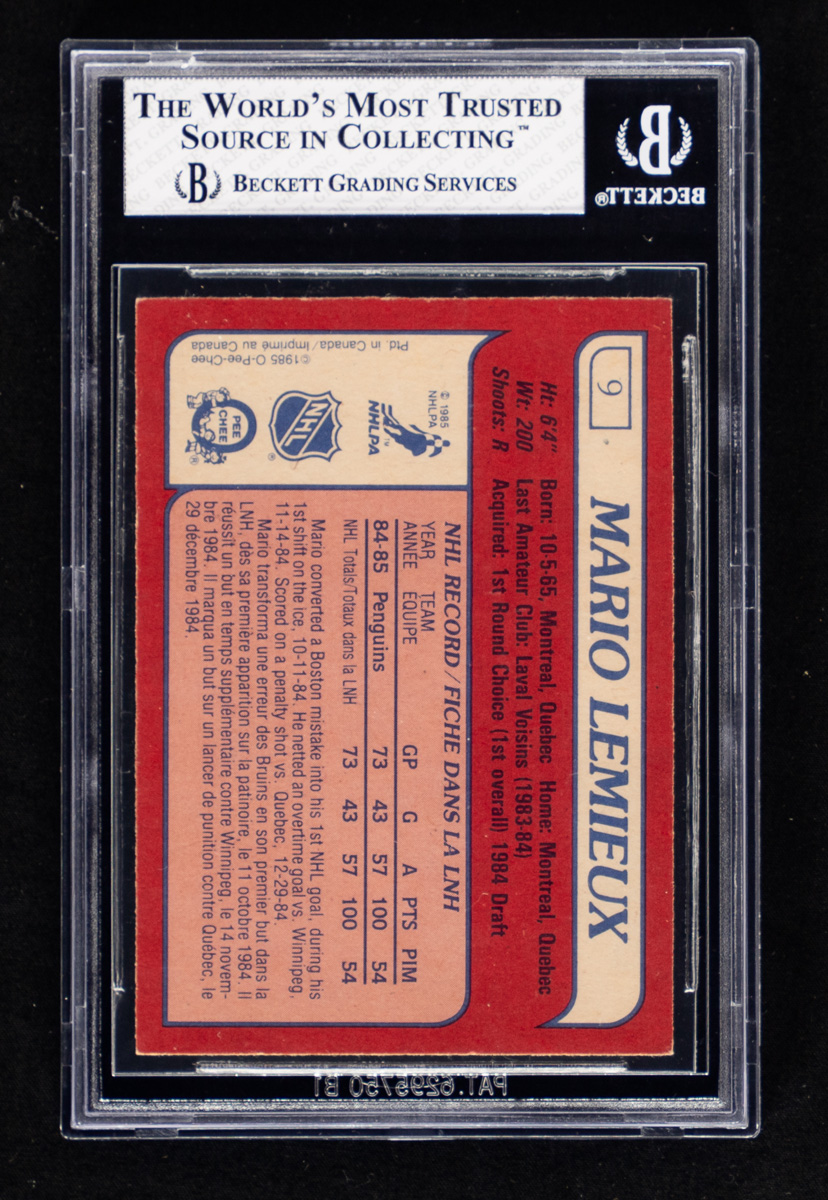 THE WORLD'S MOST TRUSTED
SOURCE IN COLLECTING™
B BECKETT GRADING SERVICES
B
BECKETT®
9
MARIO LEMIEUX
Ht: 6'4" Born: 10-5-65, Montreal, Quebec Home: Montreal, Quebec
Wt: 200 Last Amateur Club: Laval Voisins (1983-84)
Shoots: R Acquired: 1st Round Choice (1st overall) 1984 Draft
© 1985
NHLPA
NHLPA™
NHL
®
O
PEE
CHEE
®
©1985 O-Pee-Chee
Ptd. in Canada/Imprimé au Canada
NHL RECORD/FICHE DANS LA LNH
YEAR TEAM
ANNÉE ÉQUIPE GP G A PTS PIM
84-85 Penguins 73 43 57 100 54
NHL Totals/Totaux dans la LNH 73 43 57 100 54
Mario converted a Boston mistake into his 1st NHL goal, during his
1st shift on the ice, 10-11-84. He netted an overtime goal vs. Winnipeg,
11-14-84. Scored on a penalty shot vs. Quebec, 12-29-84.
Mario transforma une erreur des Bruins en son premier but dans la
LNH, dès sa première apparition sur la patinoire, le 11 octobre 1984. Il
réussit un but en temps supplémentaire contre Winnipeg, le 14 novem-
bre 1984. Il marqua un but sur un lancer de punition contre Québec, le
29 décembre 1984.
PAT.6295750 B1